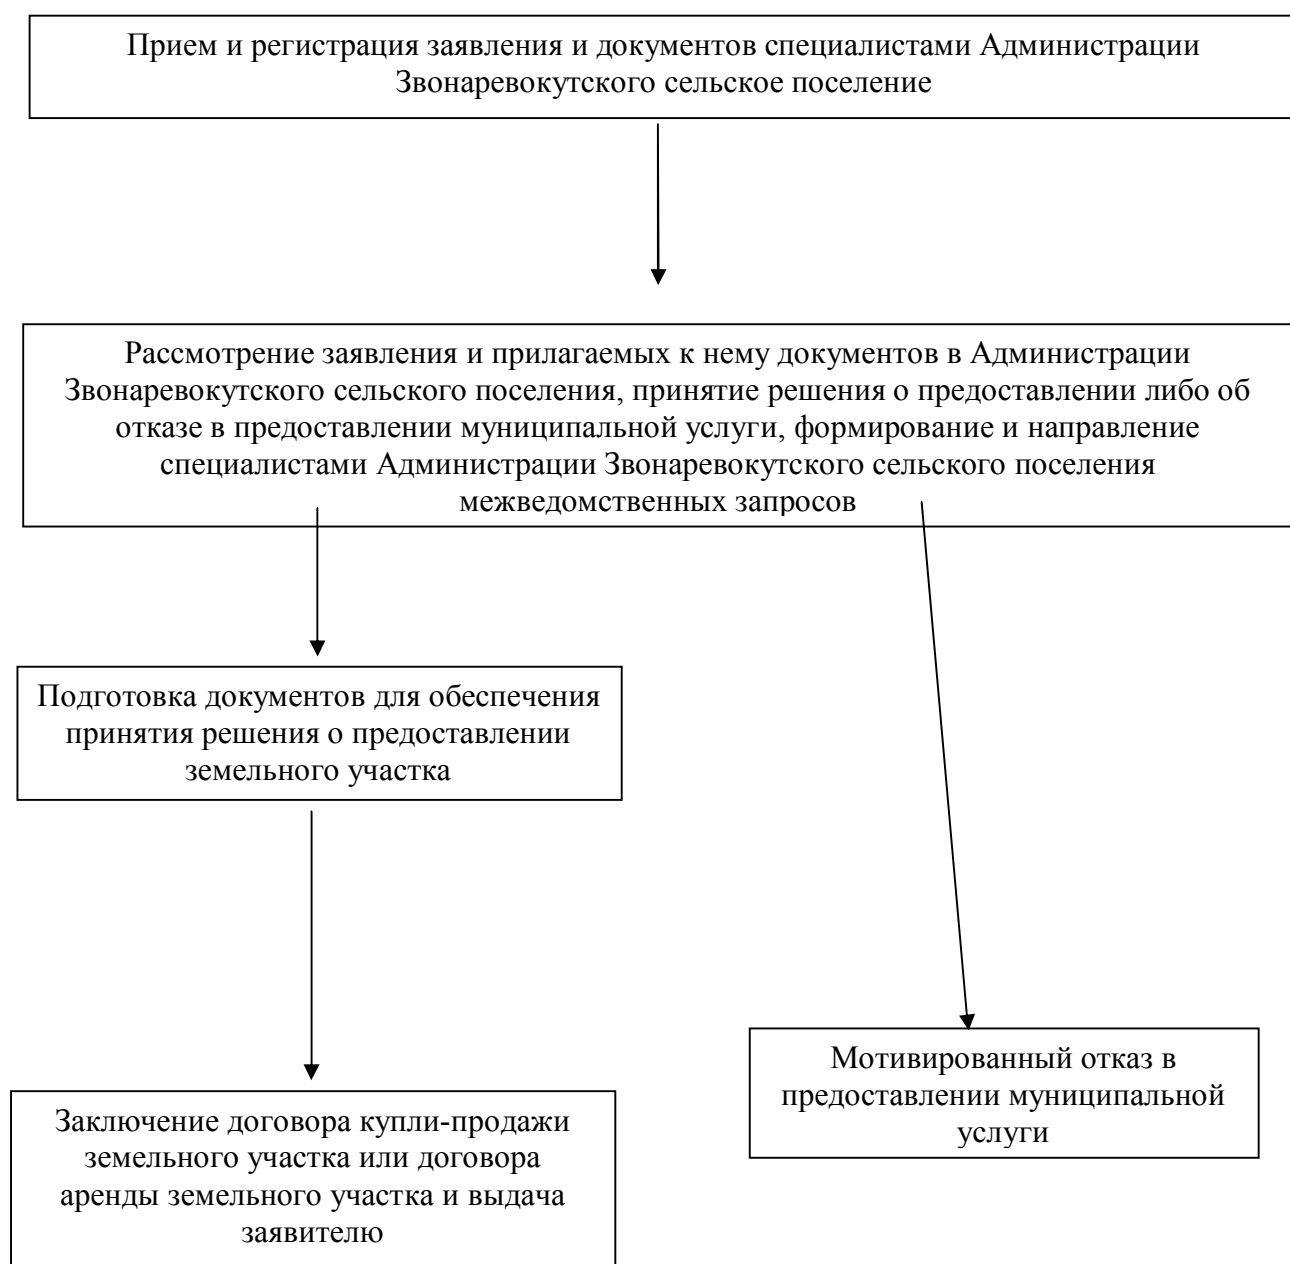 Прием и регистрация заявления и документов специалистами Администрации
Звонаревокутского сельское поселение
Рассмотрение заявления и прилагаемых к нему документов в Администрации
Звонаревокутского сельского поселения, принятие решения о предоставлении либо об
отказе в предоставлении муниципальной услуги, формирование и направление
специалистами Администрации Звонаревокутского сельского поселения
межведомственных запросов
Подготовка документов для обеспечения
принятия решения о предоставлении
земельного участка
Мотивированный отказ в
предоставлении муниципальной
услуги
Заключение договора купли-продажи
земельного участка или договора
аренды земельного участка и выдача
заявителю